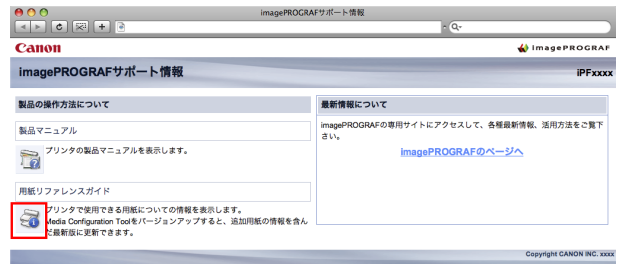 imagePROGRAFサポート情報
Canon
imagePROGRAF
imagePROGRAFサポート情報
iPFxxxx
製品の操作方法について
製品マニュアル
プリンタの製品マニュアルを表示します。
用紙リファレンスガイド
プリンタで使用できる用紙についての情報を表示します。
Media Configuration Toolをバージョンアップすると、追加用紙の情報を含ん
だ最新版に更新できます。
最新情報について
imagePROGRAFの専用サイトにアクセスして、各種最新情報、活用方法をご覧下
さい。
imagePROGRAFのページへ
Copyright CANON INC. xxxx